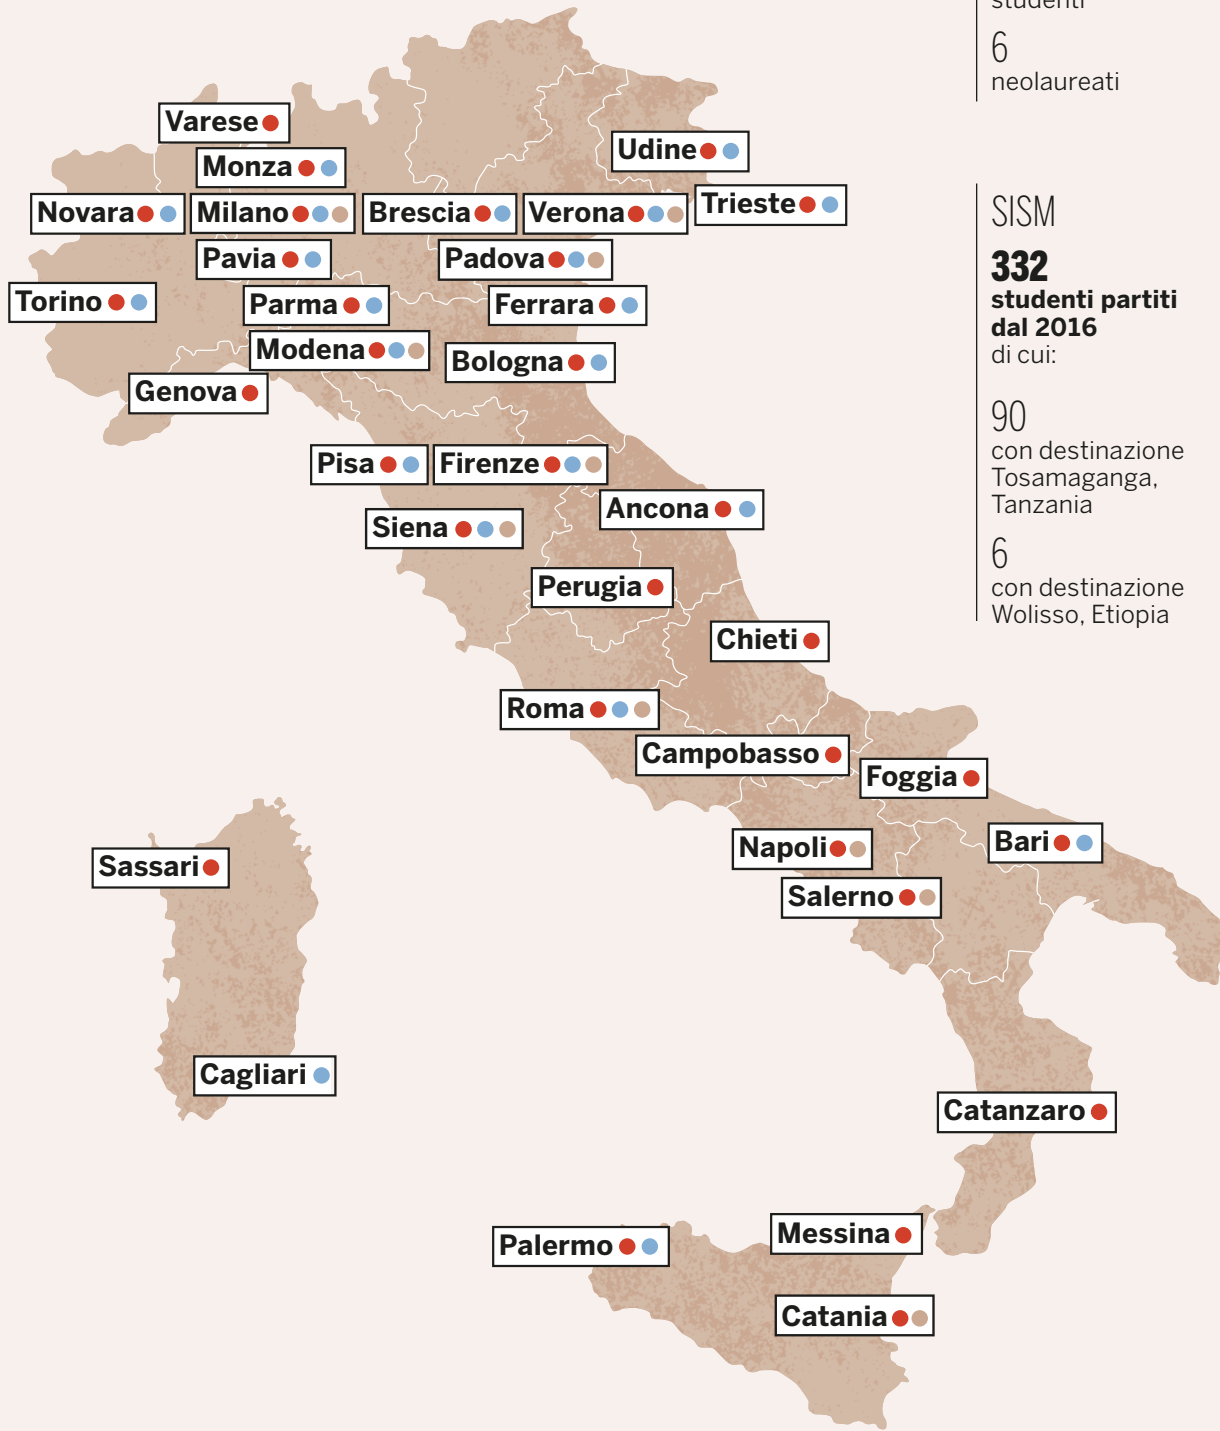 studenti
6
neolaureati
Varese
Udine
Monza
Trieste
Novara
Milano
Brescia
Verona
Pavia
Padova
Torino
Parma
Ferrara
Modena
Bologna
Genova
Pisa
Firenze
Ancona
Siena
Perugia
Chieti
Roma
Campobasso
Foggia
Napoli
Bari
Sassari
Salerno
Cagliari
Catanzaro
Palermo
Messina
Catania
SISM
332
studenti partiti
dal 2016
di cui:
90
con destinazione
Tosamaganga,
Tanzania
6
con destinazione
Wolisso, Etiopia